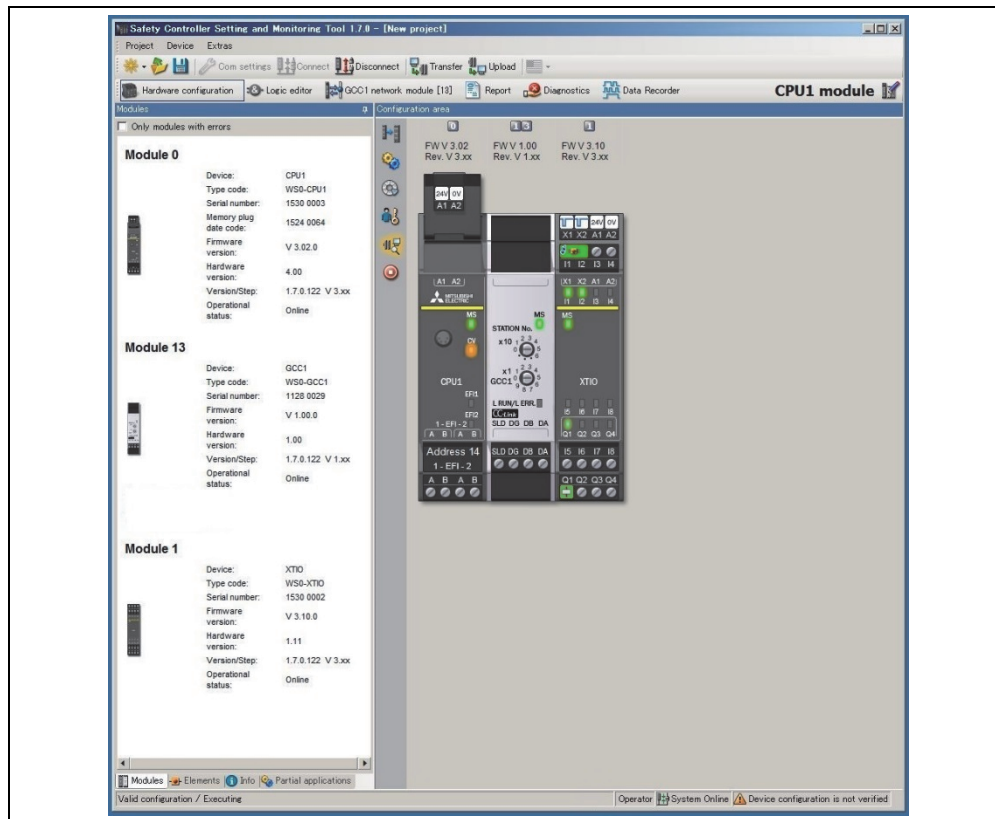 Safety Controller Setting and Monitoring Tool 1.7.0 - [New project]
Project Device Extras
Com settings Connect Disconnect Transfer Upload
Hardware configuration Logic editor GCC1 network module [13] Report Diagnostics Data Recorder CPU1 module
Modules
Only modules with errors
Module 0
Device: CPU1
Type code: WS0-CPU1
Serial number: 1530 0003
Memory plug
date code: 1524 0064
Firmware
version: V 3.02.0
Hardware
version: 4.00
Version/Step: 1.7.0.122 V 3.xx
Operational
status: Online
Module 13
Device: GCC1
Type code: WS0-GCC1
Serial number: 1128 0029
Firmware
version: V 1.00.0
Hardware
version: 1.00
Version/Step: 1.7.0.122 V 1.xx
Operational
status: Online
Module 1
Device: XTIO
Type code: WS0-XTIO
Serial number: 1530 0002
Firmware
version: V 3.10.0
Hardware
version: 1.11
Version/Step: 1.7.0.122 V 3.xx
Operational
status: Online
Modules Elements Info Partial applications
Configuration area
0 13 1
FW V 3.02 FW V 1.00 FW V 3.10
Rev. V 3.xx Rev. V 1.xx Rev. V 3.xx
24V 0V
A1 A2
A1 A2
MITSUBISHI
ELECTRIC
MS
CV
CPU1
EFI1
EFI2
1 - EFI - 2
A B A B
Address 14
1 - EFI - 2
A B A B
MS
STATION No.
x10
x1
GCC1
L RUN/L ERR.
CC-Link
SLD DG DB DA
SLD DG DB DA
24V 0V
X1 X2 A1 A2
I1 I2 I3 I4
X1 X2 A1 A2
I1 I2 I3 I4
MS
XTIO
I5 I6 I7 I8
Q1 Q2 Q3 Q4
I5 I6 I7 I8
Q1 Q2 Q3 Q4
Valid configuration / Executing
Operator System Online Device configuration is not verified